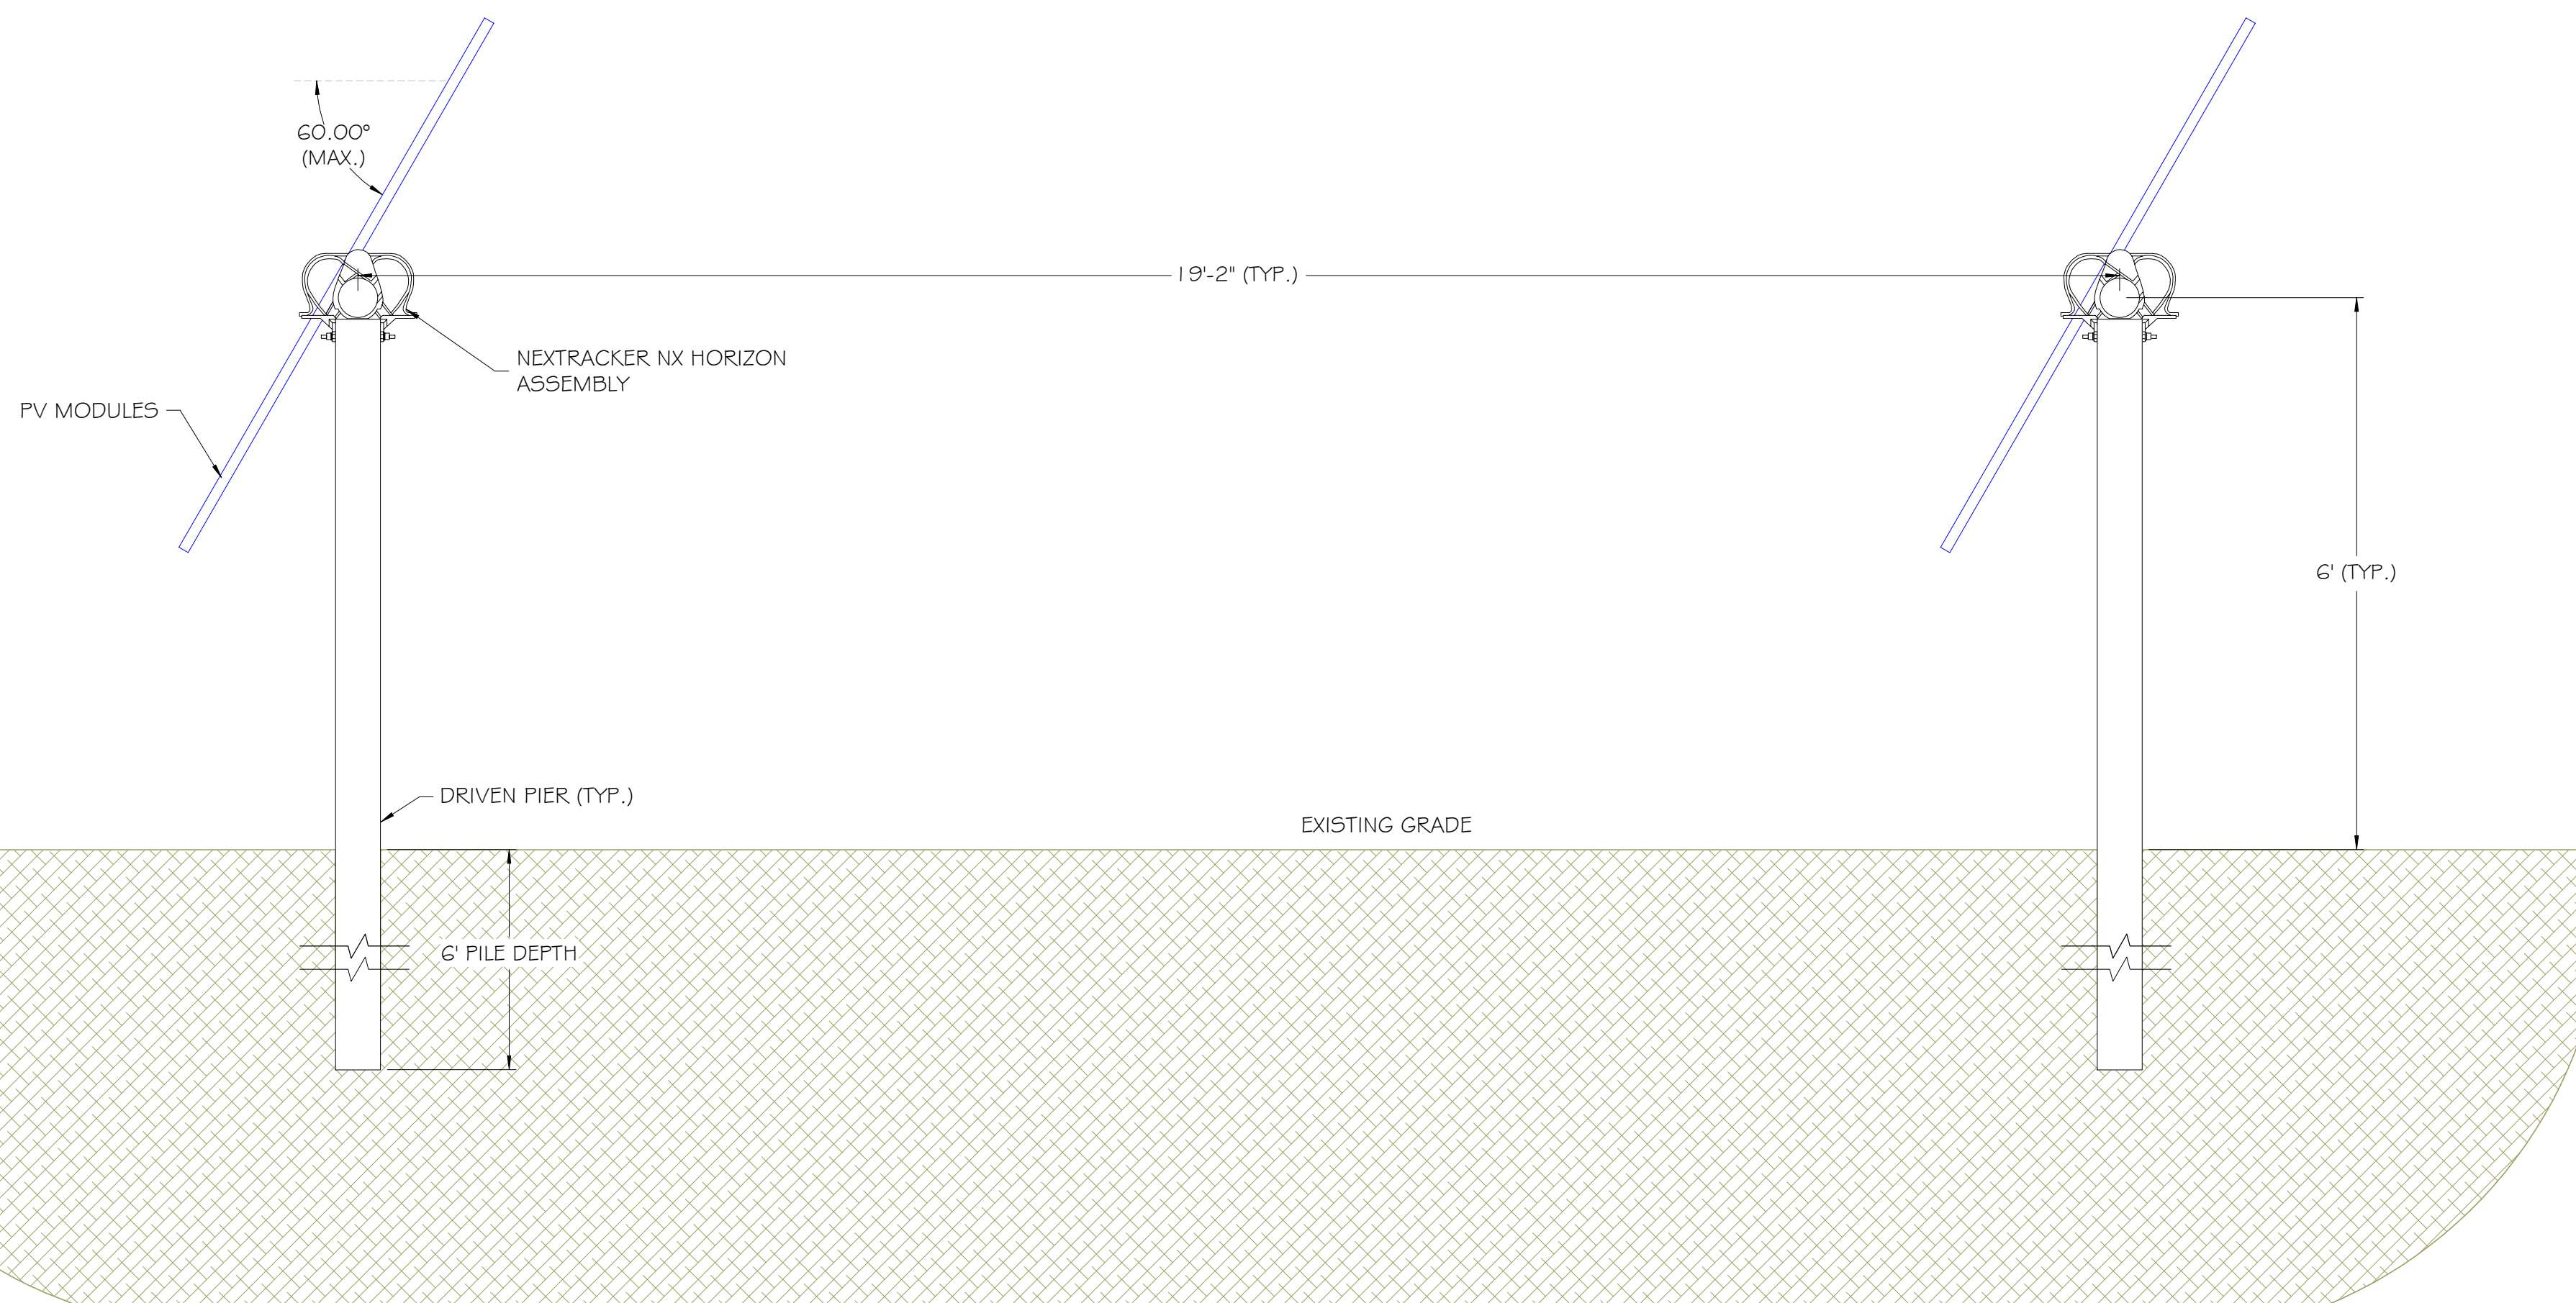 60.00°
(MAX.)
19'-2" (TYP.)
NEXTRACKER NX HORIZON
ASSEMBLY
PV MODULES
6' (TYP.)
DRIVEN PIER (TYP.)
EXISTING GRADE
6' PILE DEPTH